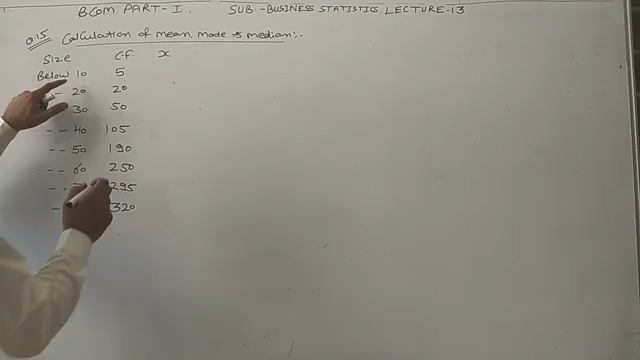 BCOM. PART-I. SUB.-BUSINESS STATISTICS. LECTURE-13
Q.15 Calculation of mean mode & median:-
Size C.f. x
Below 10 5
-- 20 20
30 50
-- 40 105
-- 50 190
-- 60 250
-- 295
- 320